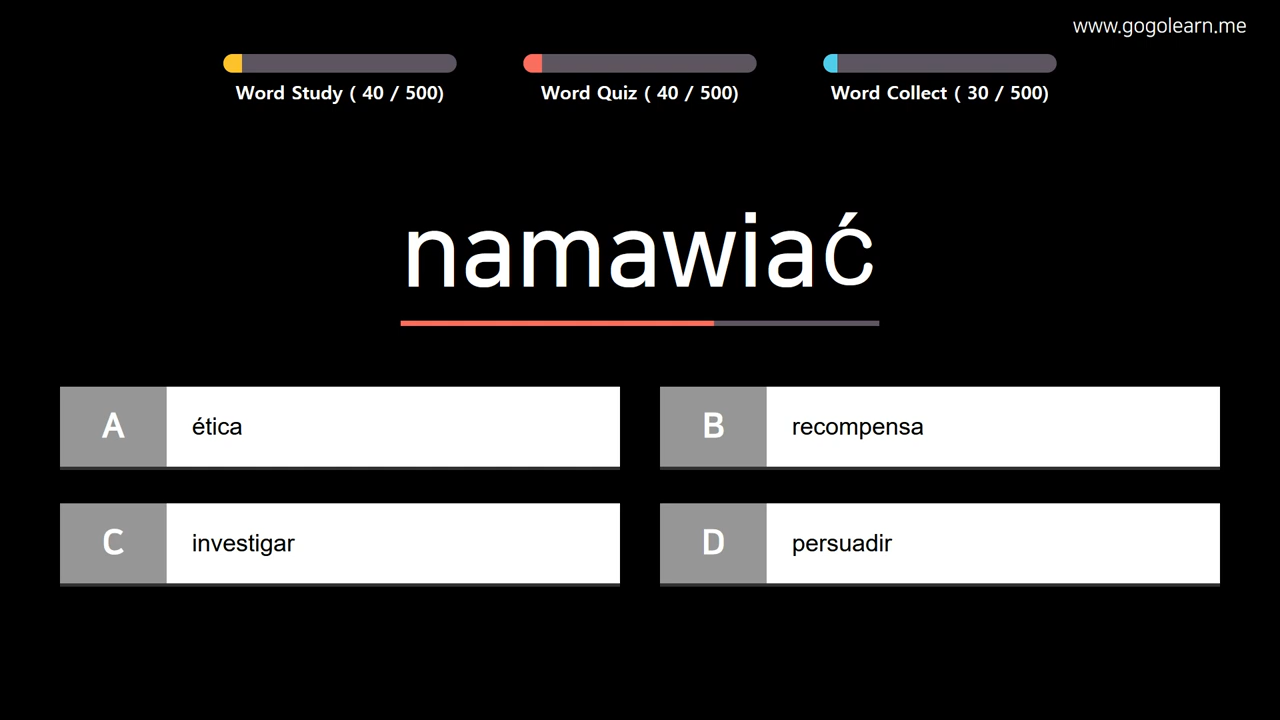 www.gogolearn.me
Word Study ( 40 / 500)
Word Quiz ( 40 / 500)
Word Collect ( 30 / 500)
namawiać
A
ética
B
recompensa
C
investigar
D
persuadir